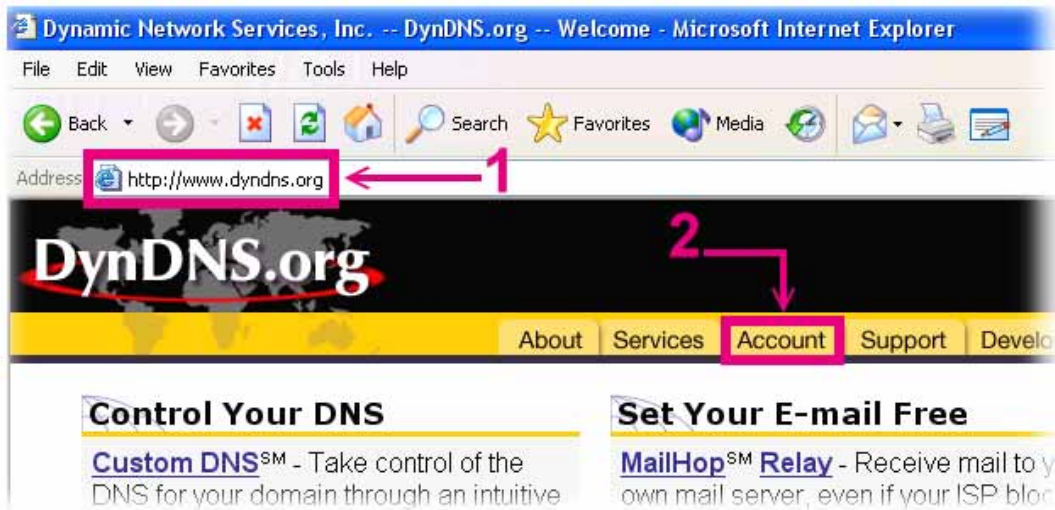 Dynamic Network Services, Inc. -- DynDNS.org -- Welcome - Microsoft Internet Explorer
File Edit View Favorites Tools Help
Back Search Favorites Media
Address http://www.dyndns.org 1
DynDNS.org
2
About Services Account Support Develo
Control Your DNS
Custom DNS℠ - Take control of the
DNS for your domain through an intuitive
Set Your E-mail Free
MailHop℠ Relay - Receive mail to y
own mail server, even if your ISP bloc